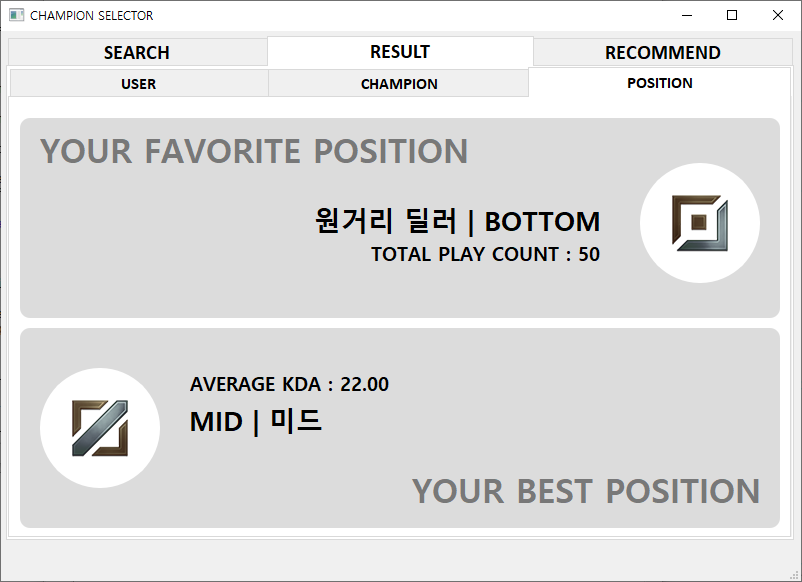 CHAMPION SELECTOR
SEARCH
RESULT
RECOMMEND
USER
CHAMPION
POSITION
YOUR FAVORITE POSITION
원거리 딜러 | BOTTOM
TOTAL PLAY COUNT : 50
AVERAGE KDA : 22.00
MID | 미드
YOUR BEST POSITION